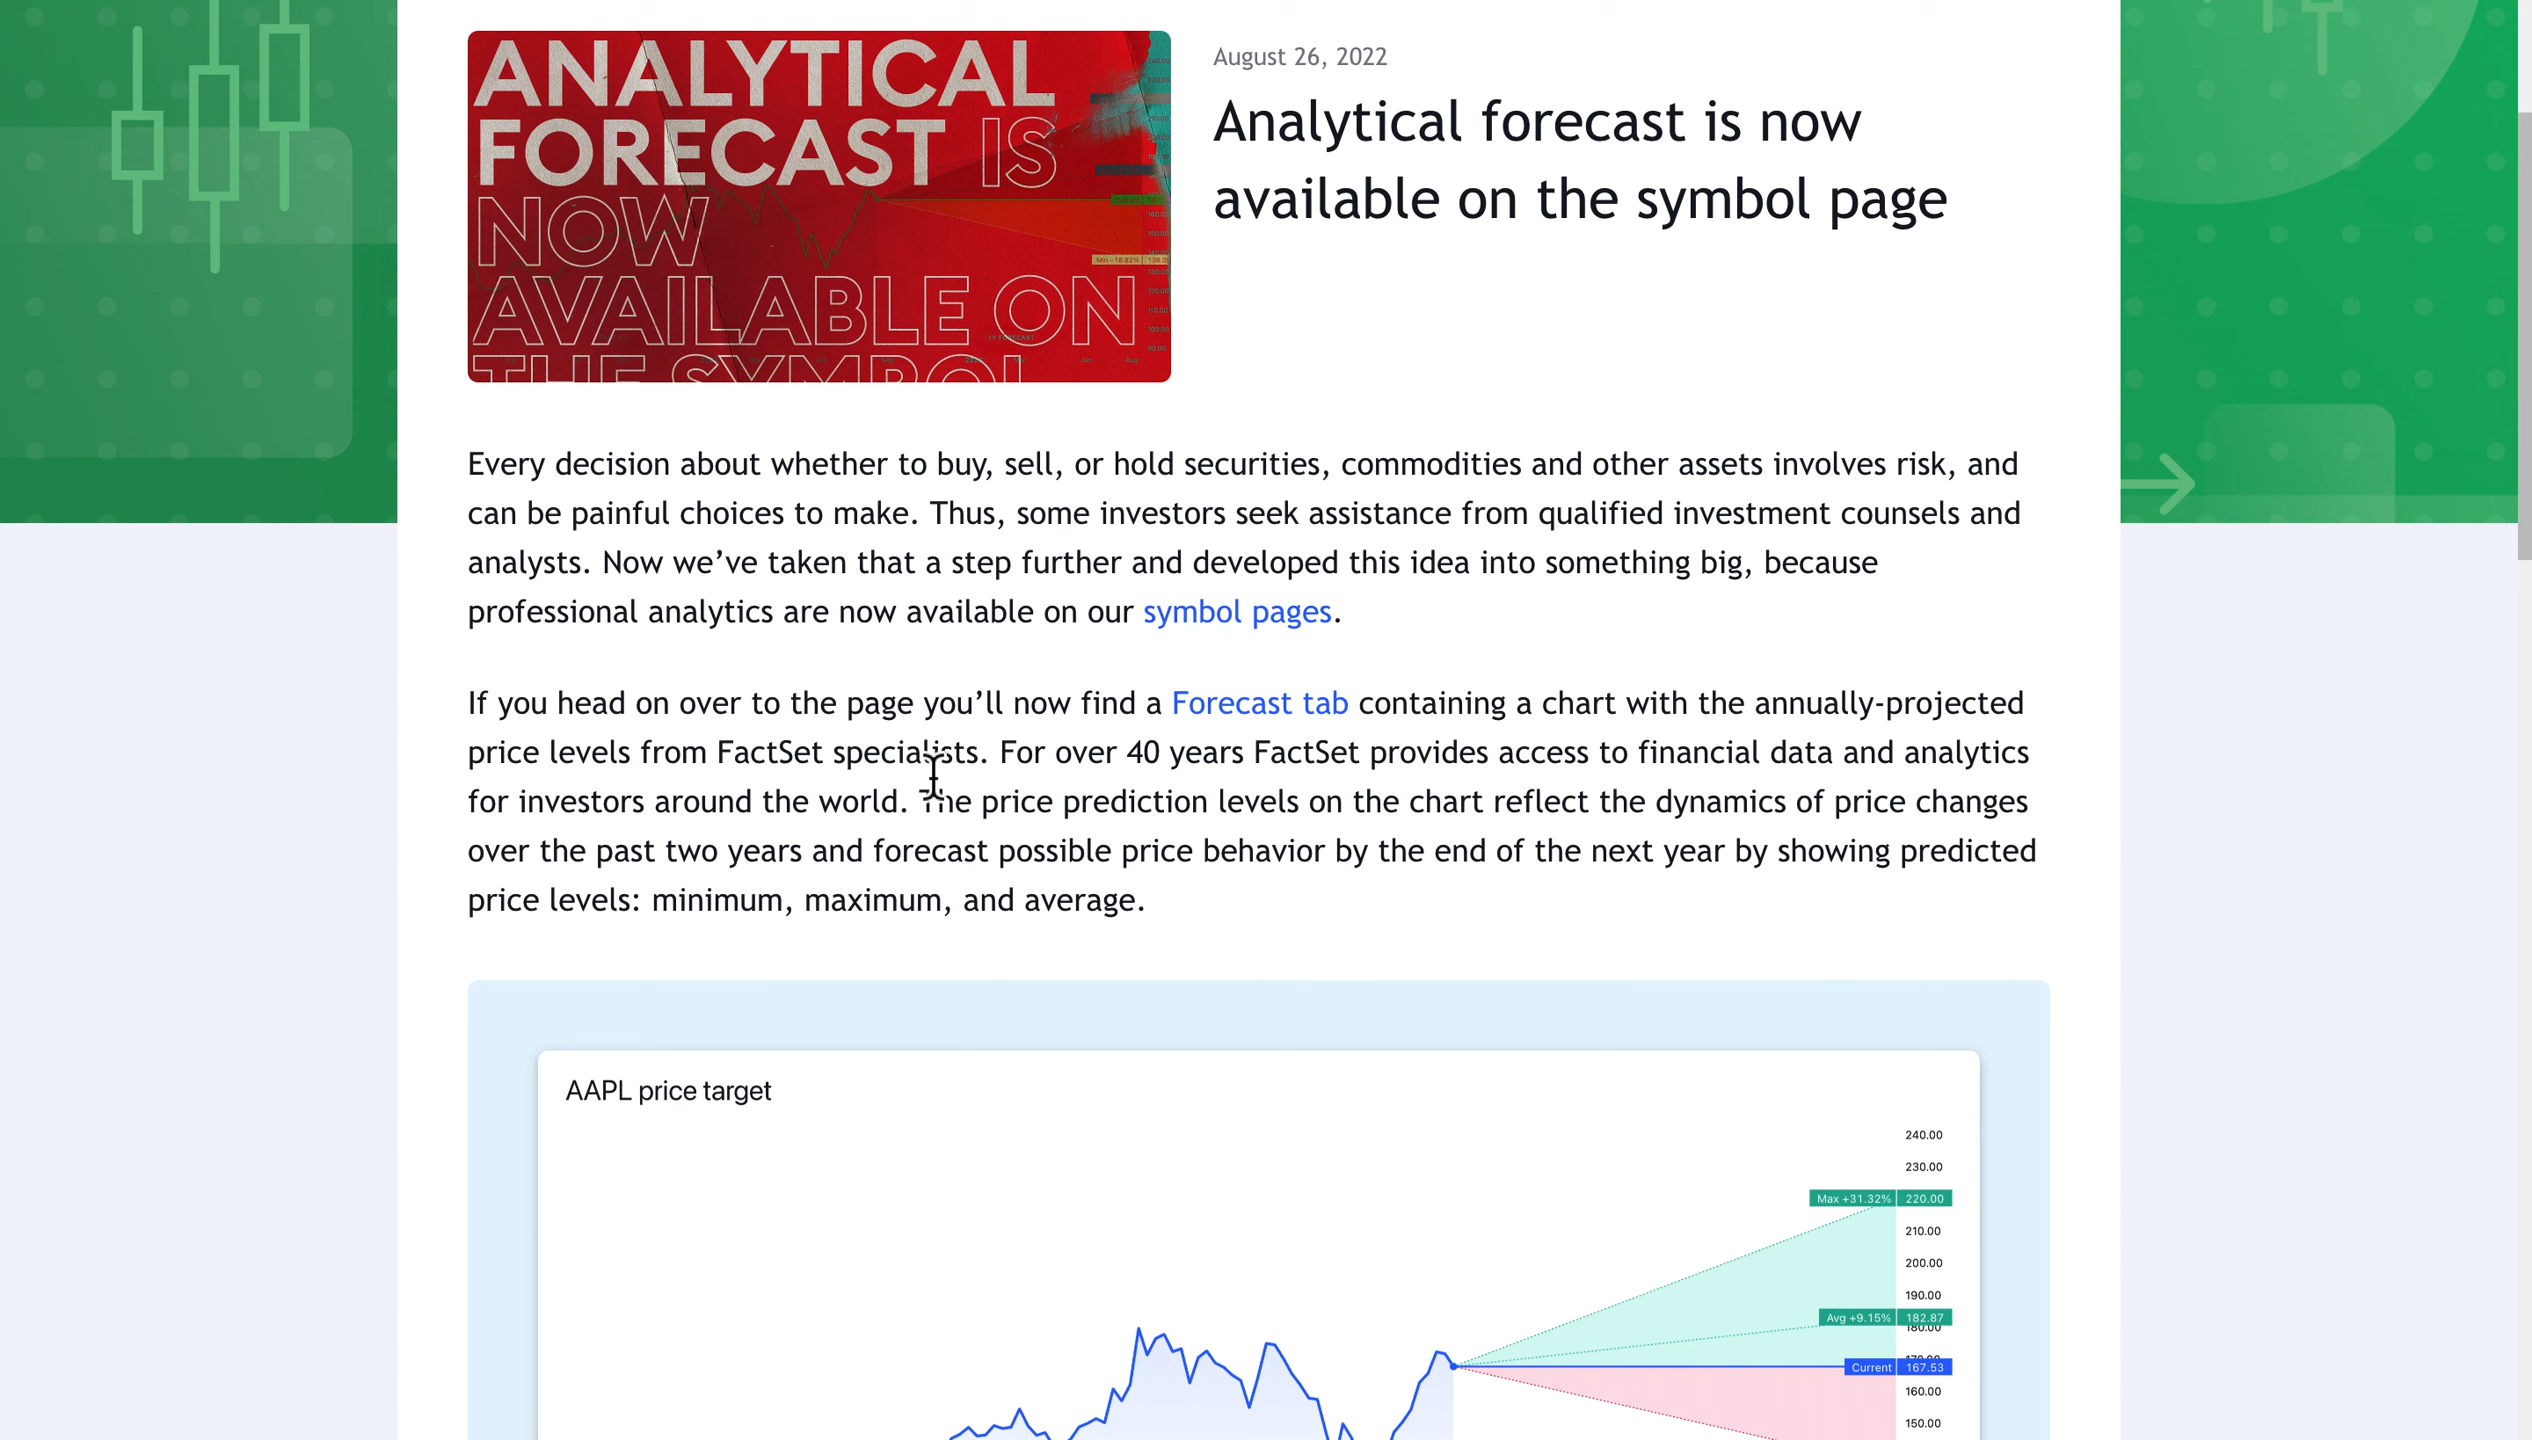 ANALYTICAL
FORECAST IS
NOW
AVAILABLE ON
THE SYMBOL
August 26, 2022
Analytical forecast is now
available on the symbol page
Every decision about whether to buy, sell, or hold securities, commodities and other assets involves risk, and
can be painful choices to make. Thus, some investors seek assistance from qualified investment counsels and
analysts. Now we’ve taken that a step further and developed this idea into something big, because
professional analytics are now available on our symbol pages.
If you head on over to the page you’ll now find a Forecast tab containing a chart with the annually-projected
price levels from FactSet specialists. For over 40 years FactSet provides access to financial data and analytics
for investors around the world. The price prediction levels on the chart reflect the dynamics of price changes
over the past two years and forecast possible price behavior by the end of the next year by showing predicted
price levels: minimum, maximum, and average.
AAPL price target
240.00
230.00
Max +31.32% 220.00
210.00
200.00
190.00
Avg +9.15% 182.87
180.00
Current 167.53
160.00
150.00